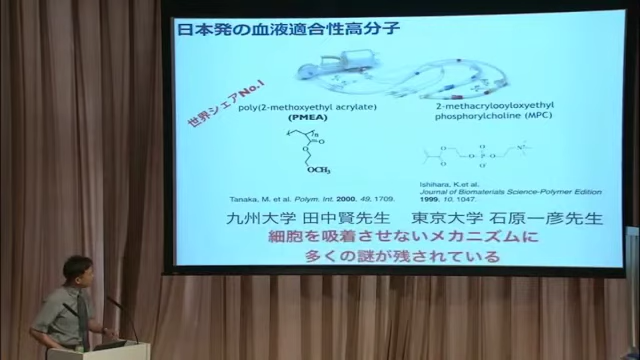 日本発の血液適合性高分子
世界シェアNo.1
poly(2-methoxyethyl acrylate)
(PMEA)
2-methacrylooyloxyethyl
phosphorylcholine (MPC)
OCH3
Tanaka, M. et al. Polym. Int. 2000, 49, 1709.
Ishihara, K.et al.
Journal of Biomaterials Science-Polymer Edition
1999, 10, 1047.
九州大学 田中賢先生
東京大学 石原一彦先生
細胞を吸着させないメカニズムに
多くの謎が残されている